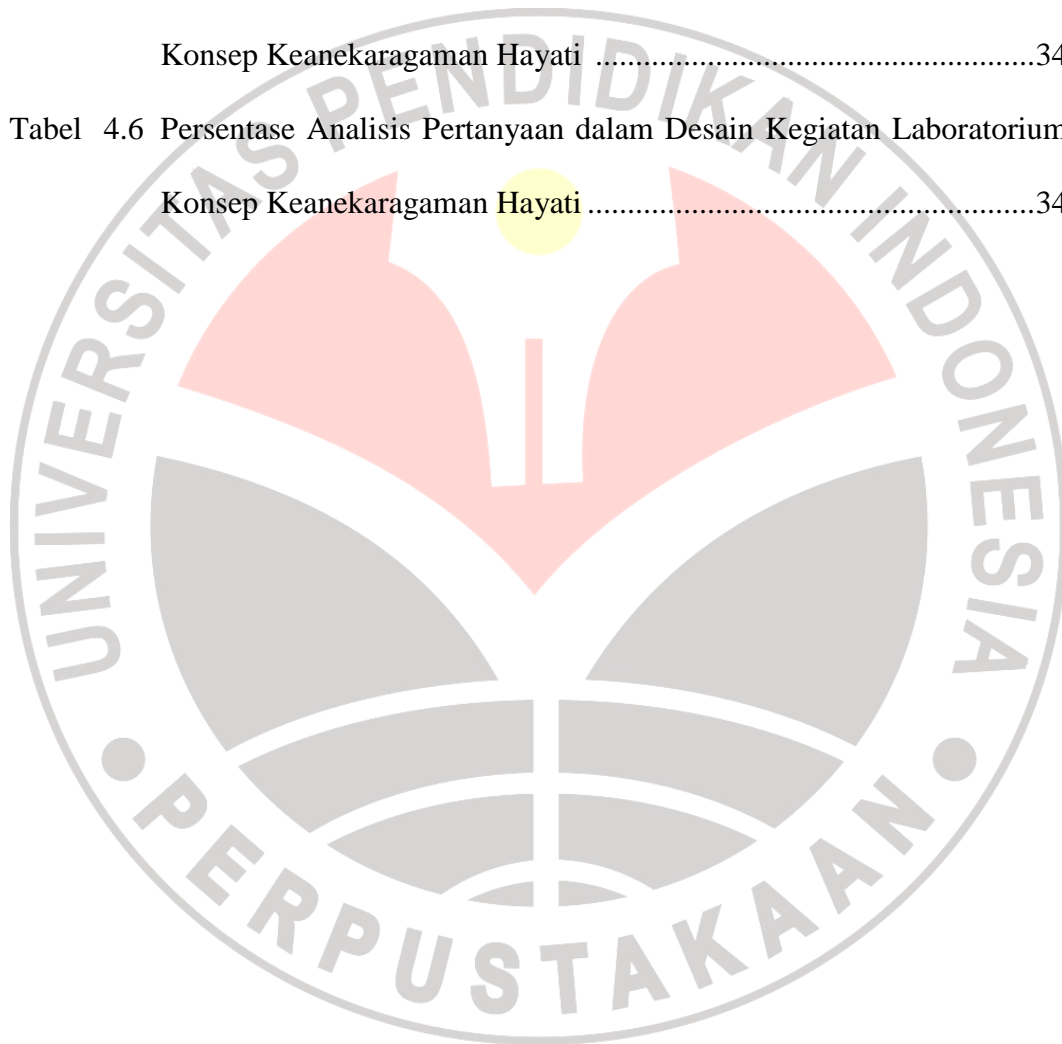 Konsep Keanekaragaman Hayati ..............................................34
Tabel 4.6 Persentase Analisis Pertanyaan dalam Desain Kegiatan Laboratorium
Konsep Keanekaragaman Hayati ...............................................34
UNIVERSITAS PENDIDIKAN INDONESIA
PERPUSTAKAAN